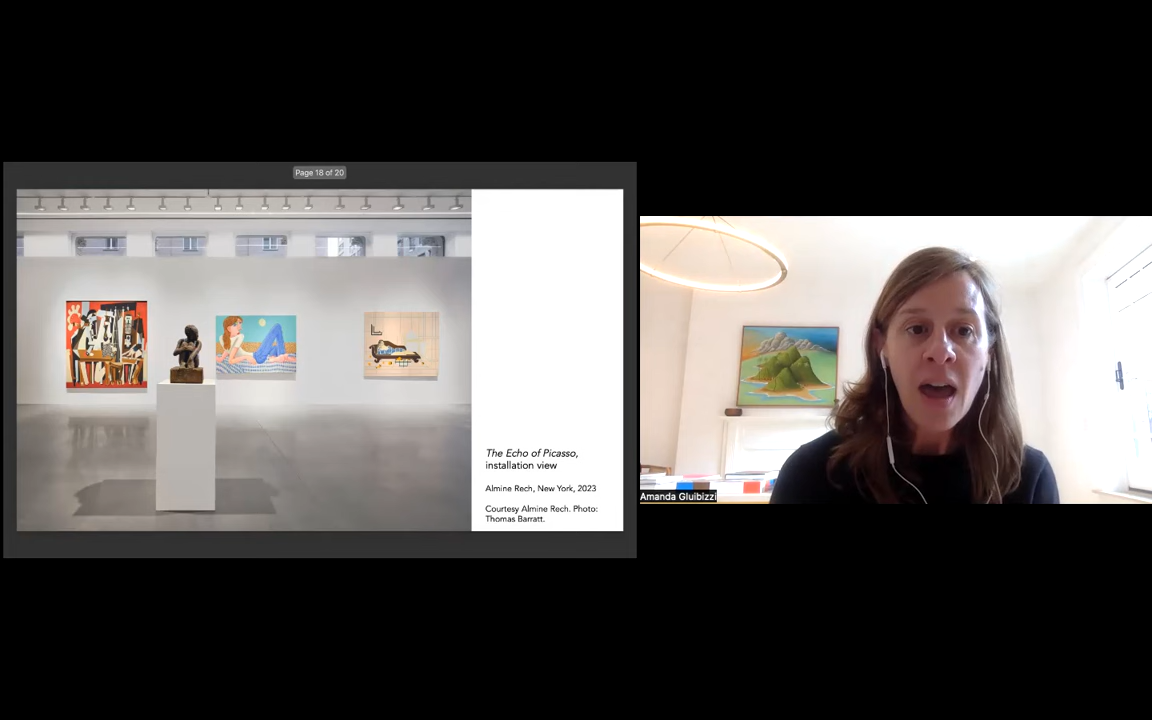 Page 18 of 20
The Echo of Picasso,
installation view
Almine Rech, New York, 2023
Courtesy Almine Rech. Photo:
Thomas Barratt.
Amanda Gluibizzi